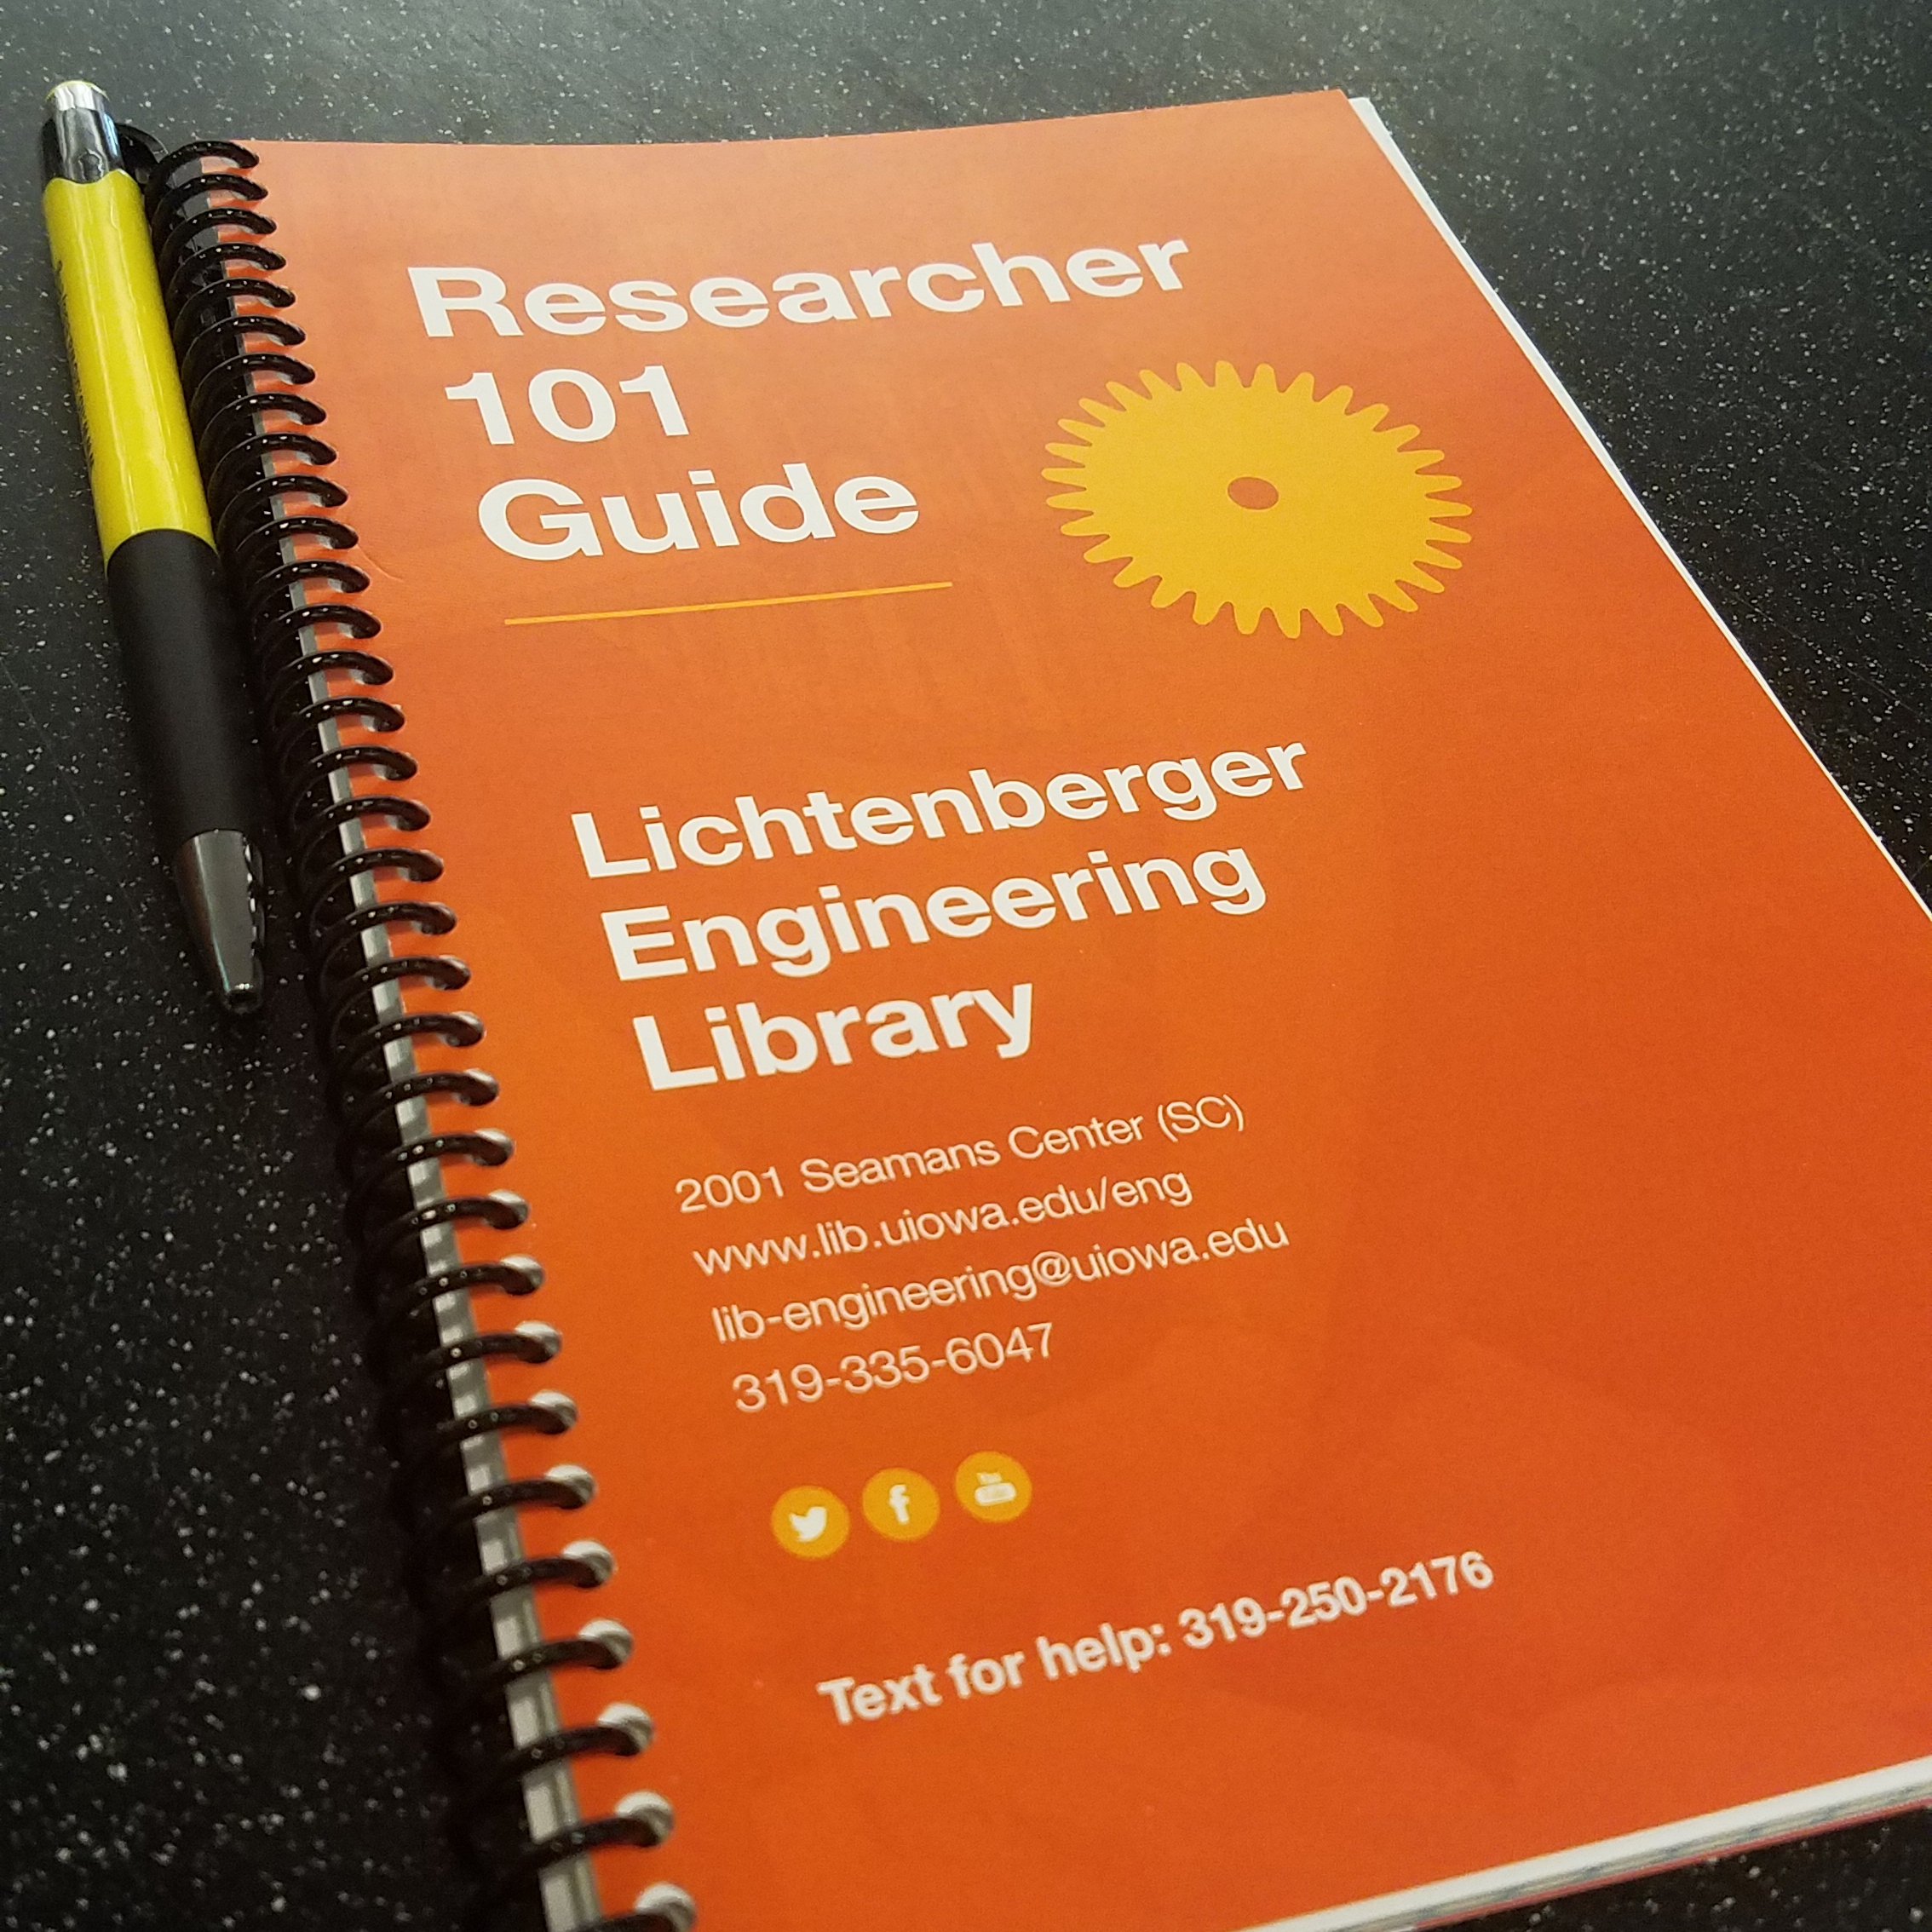 Researcher
101
Guide
Lichtenberger
Engineering
Library
2001 Seamans Center (SC)
www.lib.uiowa.edu/eng
lib-engineering@uiowa.edu
319-335-6047
Text for help: 319-250-2176